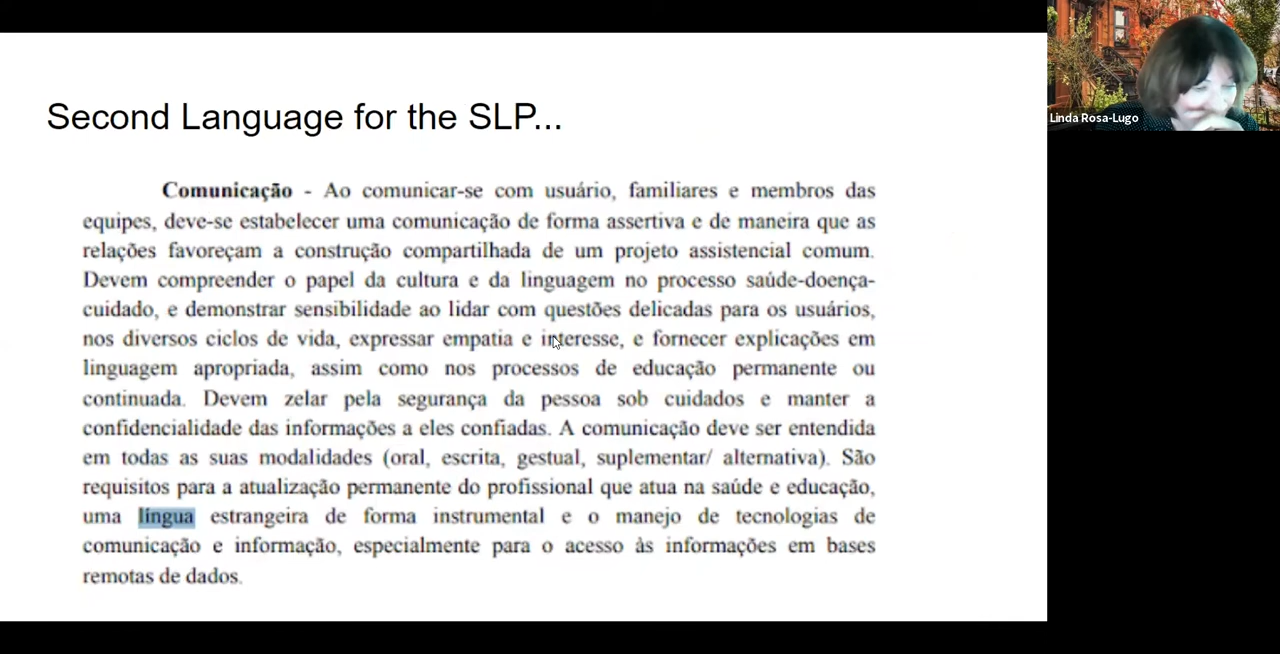 Second Language for the SLP...
Linda Rosa-Lugo
Comunicação - Ao comunicar-se com usuário, familiares e membros das
equipes, deve-se estabelecer uma comunicação de forma assertiva e de maneira que as
relações favoreçam a construção compartilhada de um projeto assistencial comum.
Devem compreender o papel da cultura e da linguagem no processo saúde-doença-
cuidado, e demonstrar sensibilidade ao lidar com questões delicadas para os usuários,
nos diversos ciclos de vida, expressar empatia e interesse, e fornecer explicações em
linguagem apropriada, assim como nos processos de educação permanente ou
continuada. Devem zelar pela segurança da pessoa sob cuidados e manter a
confidencialidade das informações a eles confiadas. A comunicação deve ser entendida
em todas as suas modalidades (oral, escrita, gestual, suplementar/ alternativa). São
requisitos para a atualização permanente do profissional que atua na saúde e educação,
uma língua estrangeira de forma instrumental e o manejo de tecnologias de
comunicação e informação, especialmente para o acesso às informações em bases
remotas de dados.